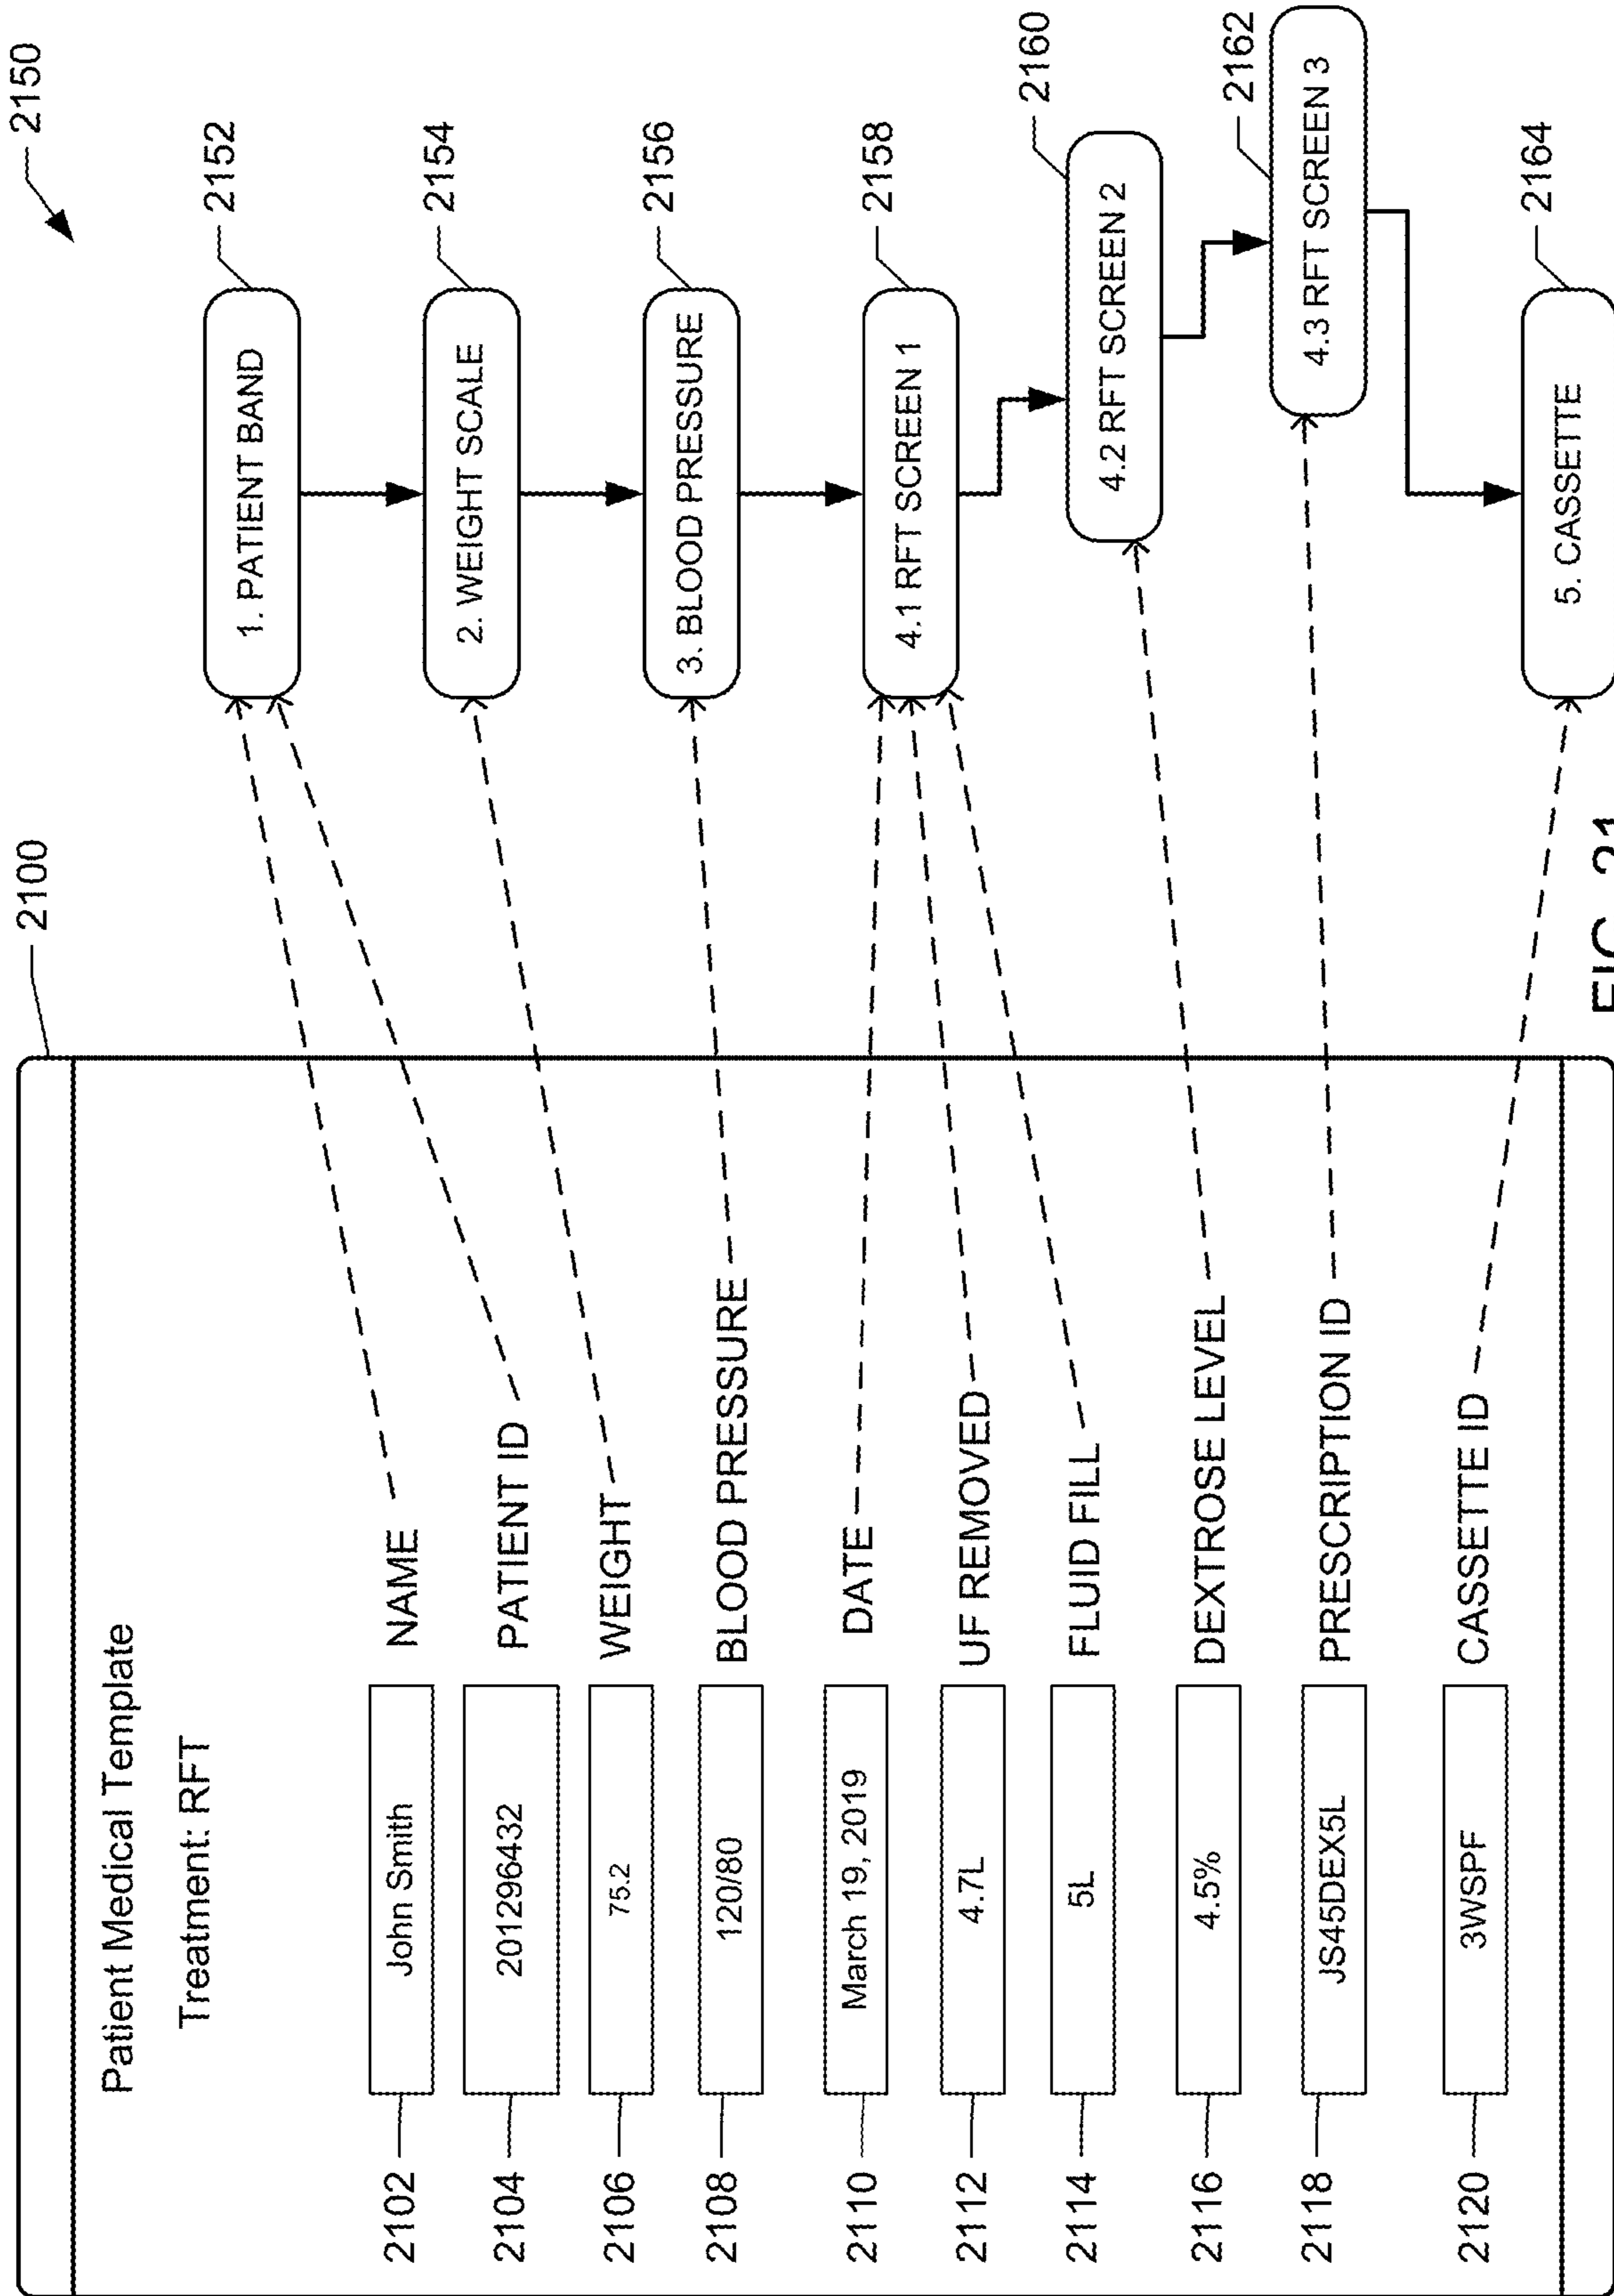 2100
2150
Patient Medical Template
Treatment: RFT
2102 John Smith NAME
2104 201296432 PATIENT ID
2106 75.2 WEIGHT
2108 120/80 BLOOD PRESSURE
2110 March 19, 2019 DATE
2112 4.7L UF REMOVED
2114 5L FLUID FILL
2116 4.5% DEXTROSE LEVEL
2118 JS45DEX5L PRESCRIPTION ID
2120 3WSPF CASSETTE ID
1. PATIENT BAND 2152
2. WEIGHT SCALE 2154
3. BLOOD PRESSURE 2156
4.1 RFT SCREEN 1 2158
4.2 RFT SCREEN 2 2160
4.3 RFT SCREEN 3 2162
5. CASSETTE 2164
FIG. 21